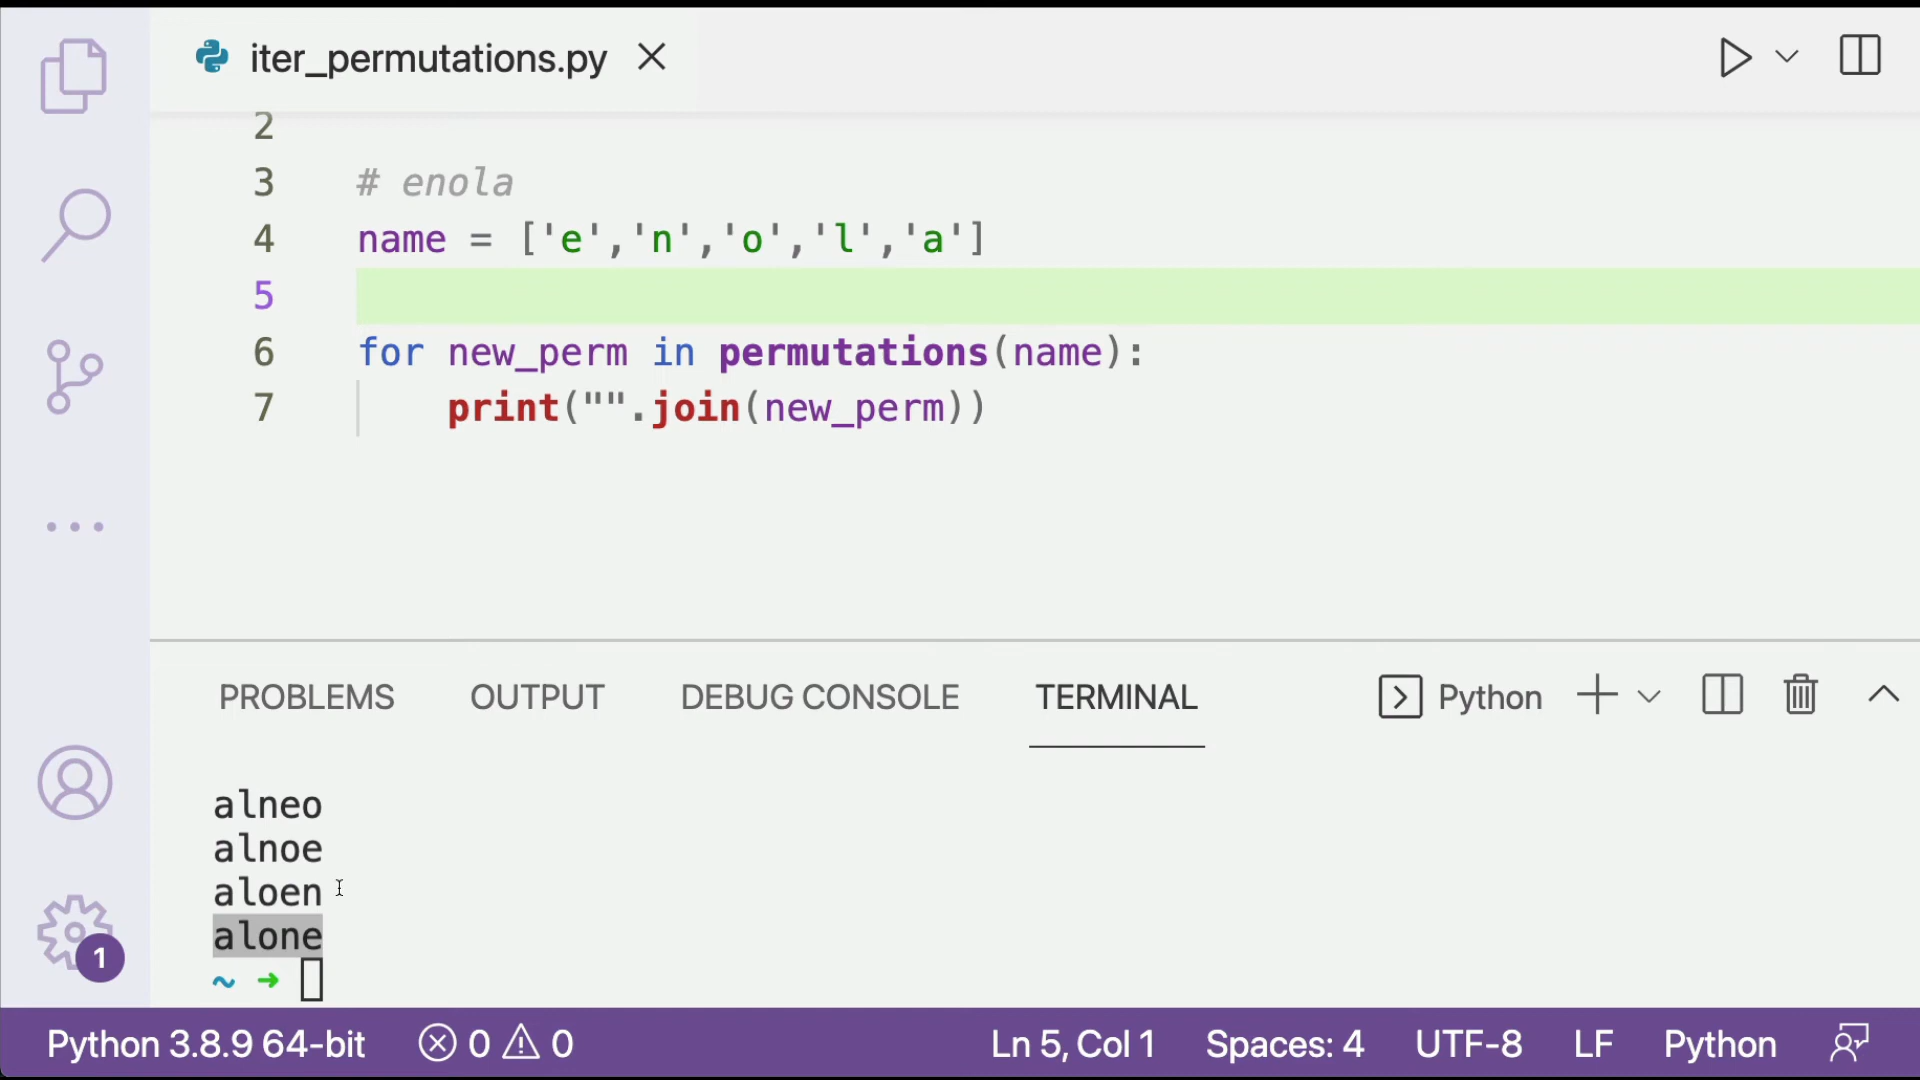 iter_permutations.py
2
3 # enola
4 name = ['e','n','o','l','a']
5
6 for new_perm in permutations(name):
7     print("".join(new_perm))
PROBLEMS OUTPUT DEBUG CONSOLE TERMINAL Python
alneo
alnoe
aloen
alone
~ ➜
1
Python 3.8.9 64-bit 0 0 Ln 5, Col 1 Spaces: 4 UTF-8 LF Python